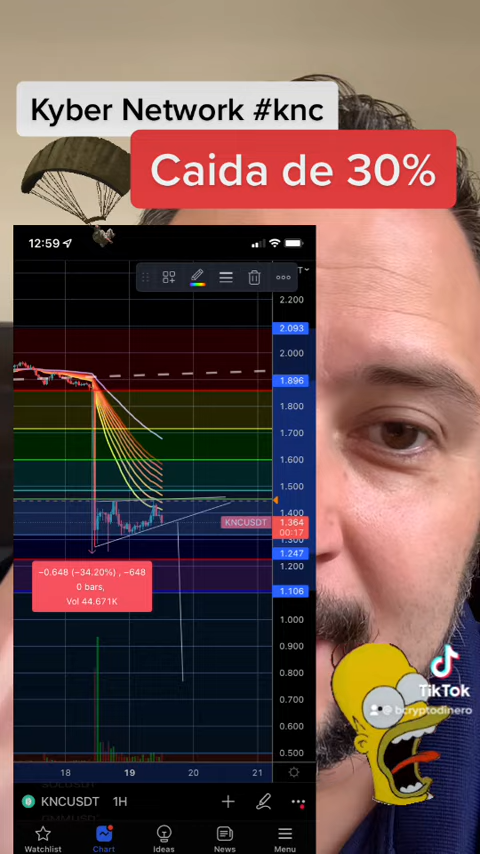 Kyber Network #knc
Caida de 30%
12:59
2.200
2.093
2.000
1.896
1.800
1.700
1.600
1.500
1.400
KNCUSDT 1.364
00:17
1.300
1.247
1.200
1.106
1.000
0.900
0.800
0.700
0.600
0.500
−0.648 (−34.20%) , −648
0 bars,
Vol 44.671K
18 19 20 21
KNCUSDT 1H
Watchlist Chart Ideas News Menu
TikTok
@bcryptodinero